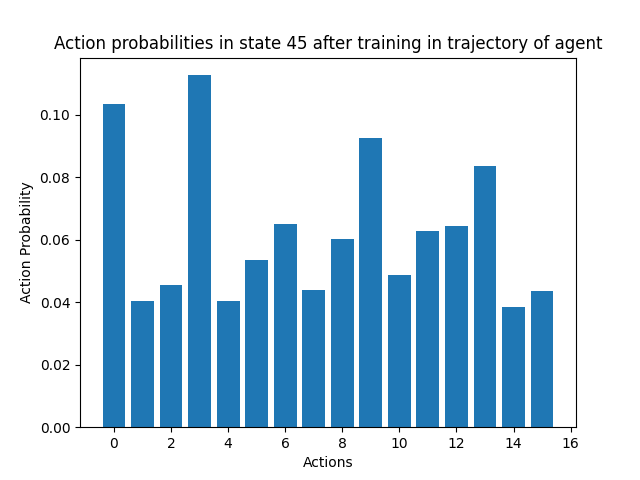 Action probabilities in state 45 after training in trajectory of agent
0.10
0.08
0.06
0.04
0.02
0.00
Action Probability
0 2 4 6 8 10 12 14 16
Actions